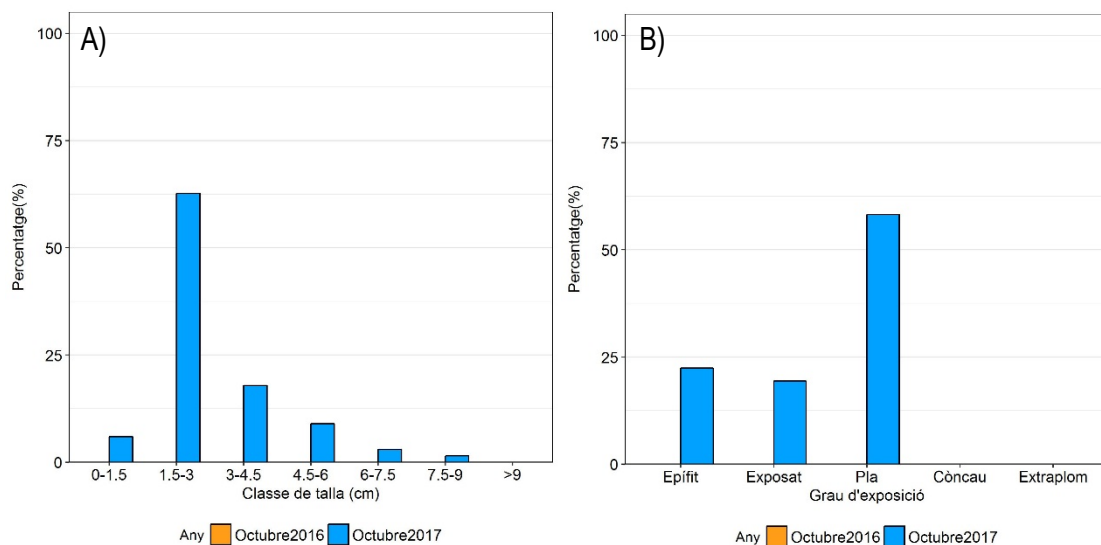 A)
Percentatge(%)
100
75
50
25
0
0-1.5 1.5-3 3-4.5 4.5-6 6-7.5 7.5-9 >9
Classe de talla (cm)
Any Octubre2016 Octubre2017
B)
Percentatge(%)
100
75
50
25
0
Epífit Exposat Pla Còncau Extraplom
Grau d'exposició
Any Octubre2016 Octubre2017